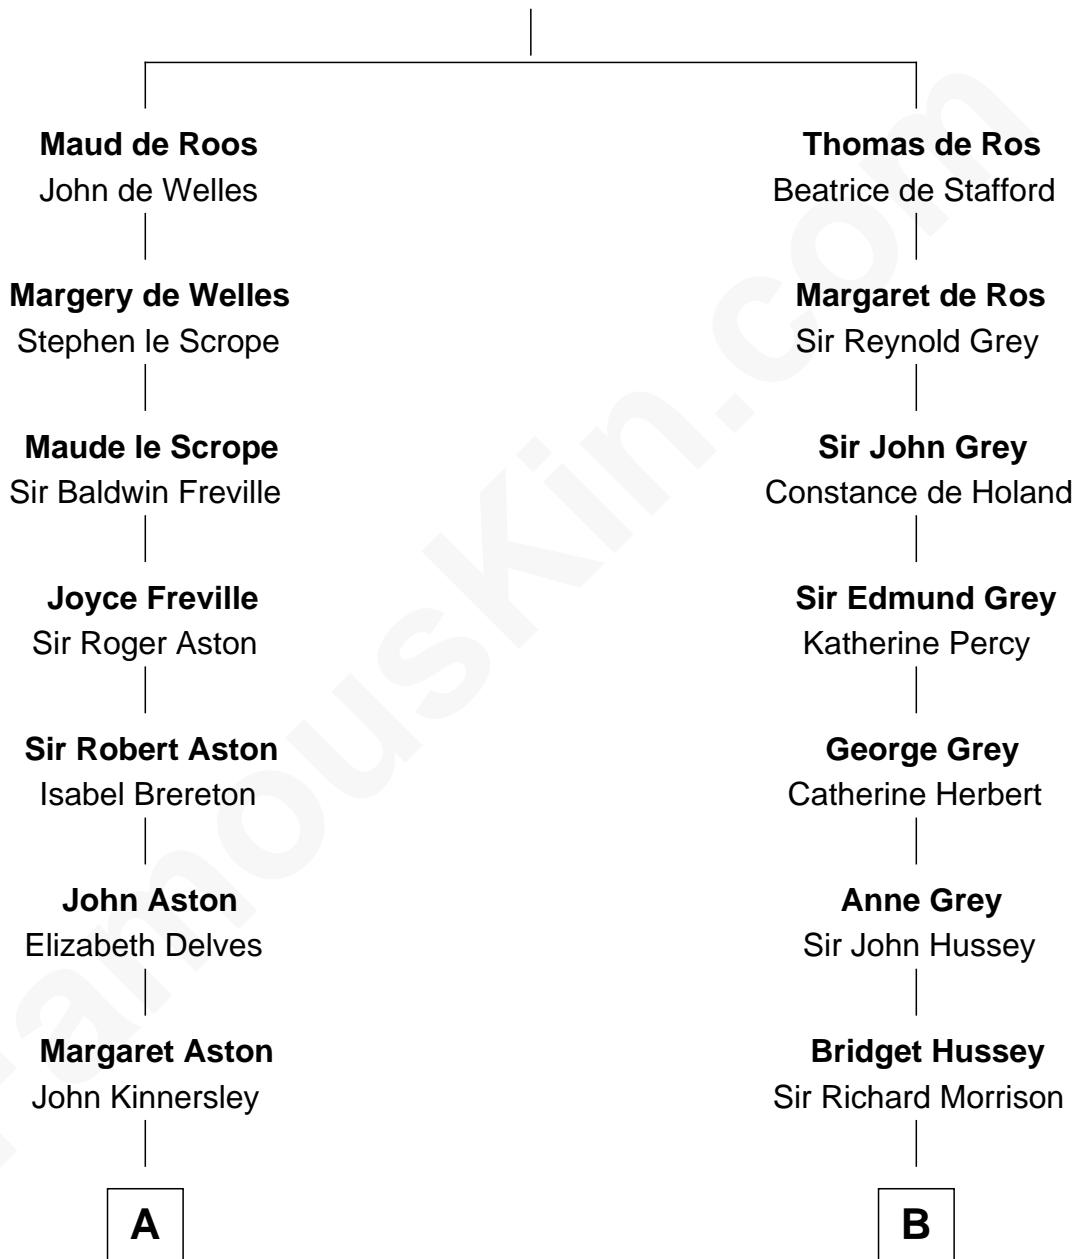 Maud de Roos
John de Welles
Margery de Welles
Stephen le Scrope
Maude le Scrope
Sir Baldwin Freville
Joyce Freville
Sir Roger Aston
Sir Robert Aston
Isabel Brereton
John Aston
Elizabeth Delves
Margaret Aston
John Kinnersley
A
Thomas de Ros
Beatrice de Stafford
Margaret de Ros
Sir Reynold Grey
Sir John Grey
Constance de Holand
Sir Edmund Grey
Katherine Percy
George Grey
Catherine Herbert
Anne Grey
Sir John Hussey
Bridget Hussey
Sir Richard Morrison
B
FamousKin.com